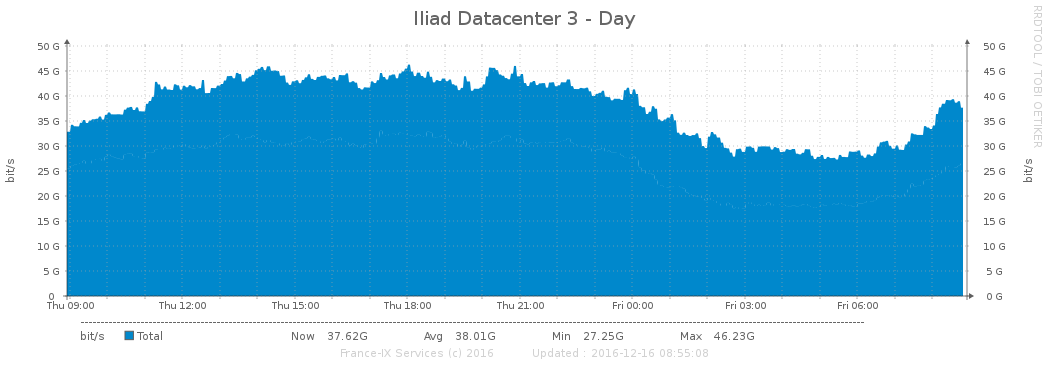 Iliad Datacenter 3 - Day
RRDTOOL / TOBI OETIKER
50 G 50 G
45 G 45 G
40 G 40 G
35 G 35 G
30 G 30 G
25 G 25 G
20 G 20 G
15 G 15 G
10 G 10 G
5 G 5 G
0 0 G
bit/s bit/s
Thu 09:00 Thu 12:00 Thu 15:00 Thu 18:00 Thu 21:00 Fri 00:00 Fri 03:00 Fri 06:00
bit/s Total Now 37.62G Avg 38.01G Min 27.25G Max 46.23G
France-IX Services (c) 2016 Updated : 2016-12-16 08:55:08